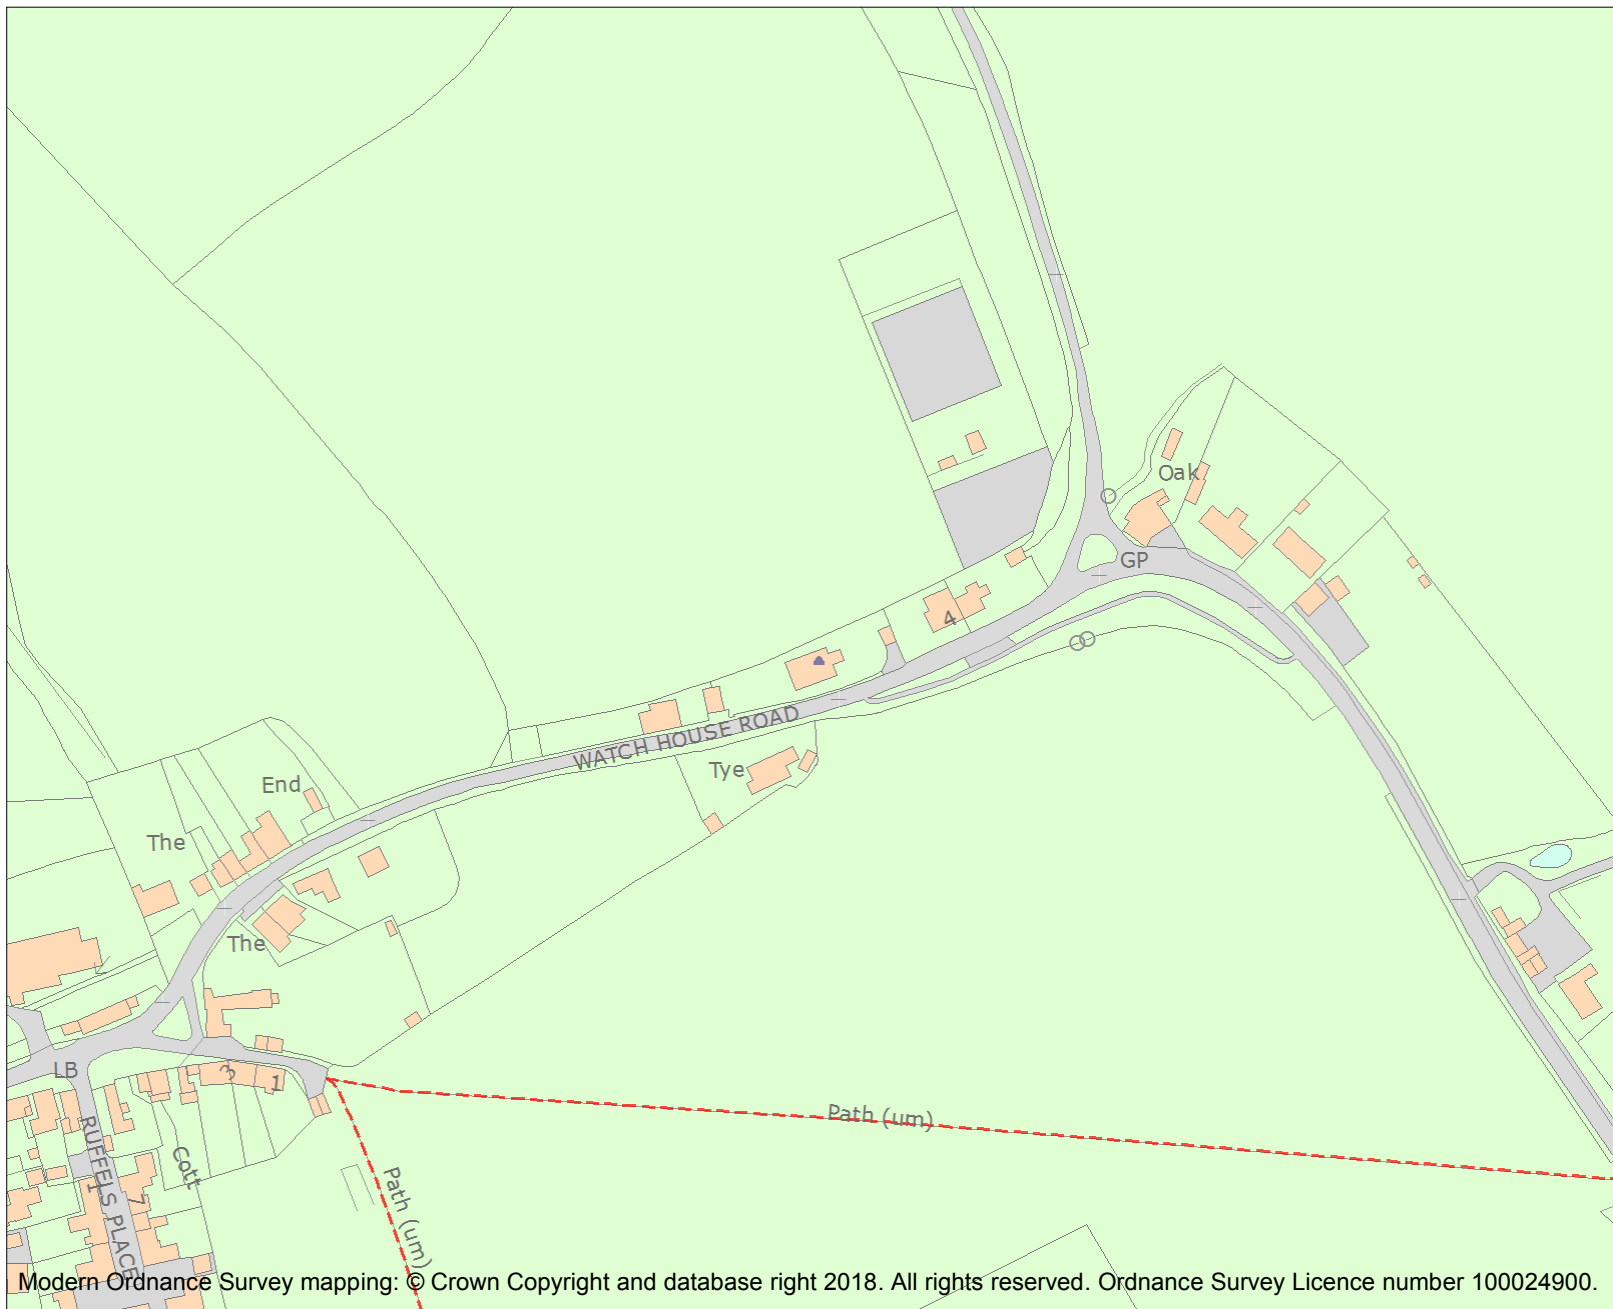 Oak
GP
4
WATCH HOUSE ROAD
Tye
End
The
The
LB
3
1
Path (um)
RUFFELS PLACE
Cott
1
7
Path (um)
Modern Ordnance Survey mapping: © Crown Copyright and database right 2018. All rights reserved. Ordnance Survey Licence number 100024900.